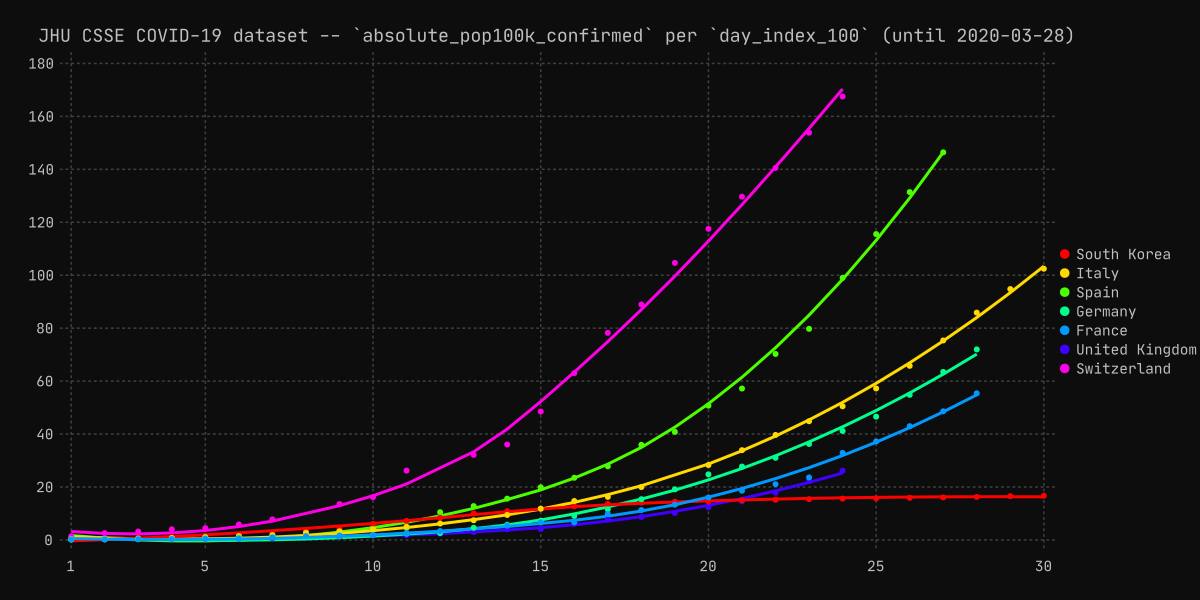 JHU CSSE COVID-19 dataset -- `absolute_pop100k_confirmed` per `day_index_100` (until 2020-03-28)
180
160
140
120
100
80
60
40
20
0
1 5 10 15 20 25 30
South Korea
Italy
Spain
Germany
France
United Kingdom
Switzerland